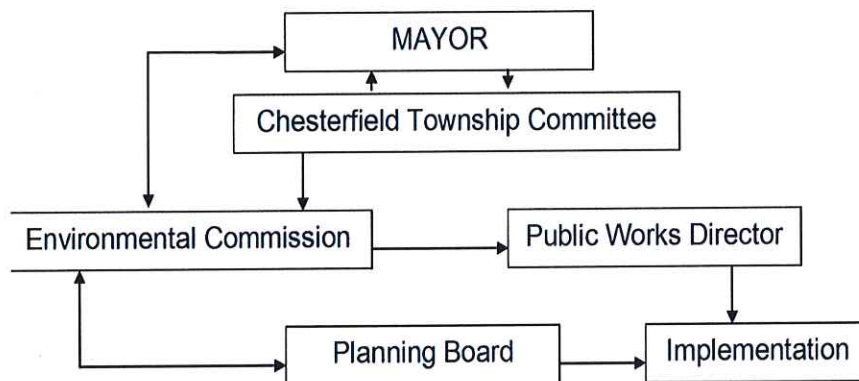 MAYOR
Chesterfield Township Committee
Environmental Commission
Public Works Director
Planning Board
Implementation